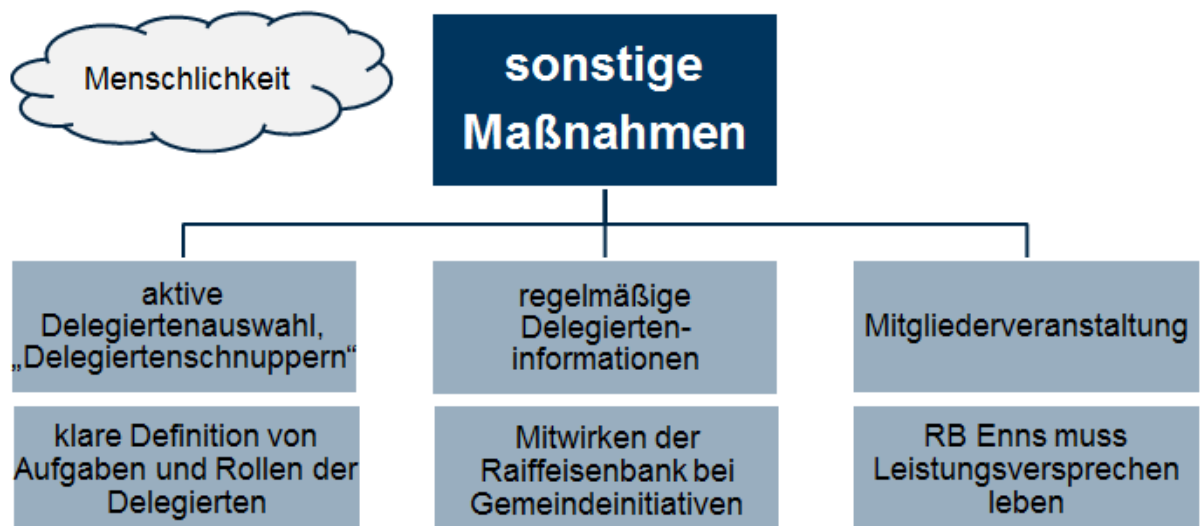 Menschlichkeit
sonstige
Maßnahmen
aktive
Delegiertenauswahl,
„Delegiertenschnuppern“
regelmäßige
Delegierten-
informationen
Mitgliederveranstaltung
klare Definition von
Aufgaben und Rollen der
Delegierten
Mitwirken der
Raiffeisenbank bei
Gemeindeinitiativen
RB Enns muss
Leistungsversprechen
leben